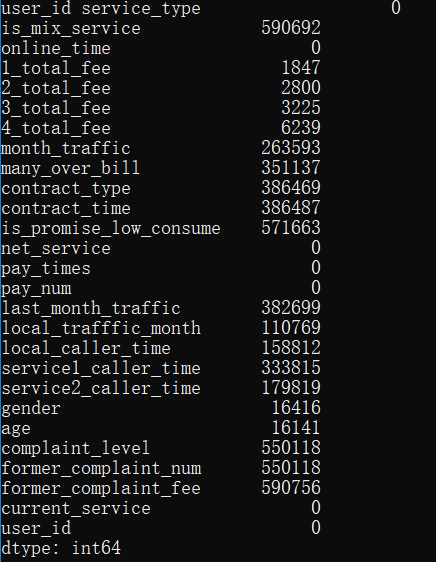 user_id service_type 0
is_mix_service 590692
online_time 0
1_total_fee 1847
2_total_fee 2800
3_total_fee 3225
4_total_fee 6239
month_traffic 263593
many_over_bill 351137
contract_type 386469
contract_time 386487
is_promise_low_consume 571663
net_service 0
pay_times 0
pay_num 0
last_month_traffic 382699
local_trafffic_month 110769
local_caller_time 158812
service1_caller_time 333815
service2_caller_time 179819
gender 16416
age 16141
complaint_level 550118
former_complaint_num 550118
former_complaint_fee 590756
current_service 0
user_id 0
dtype: int64